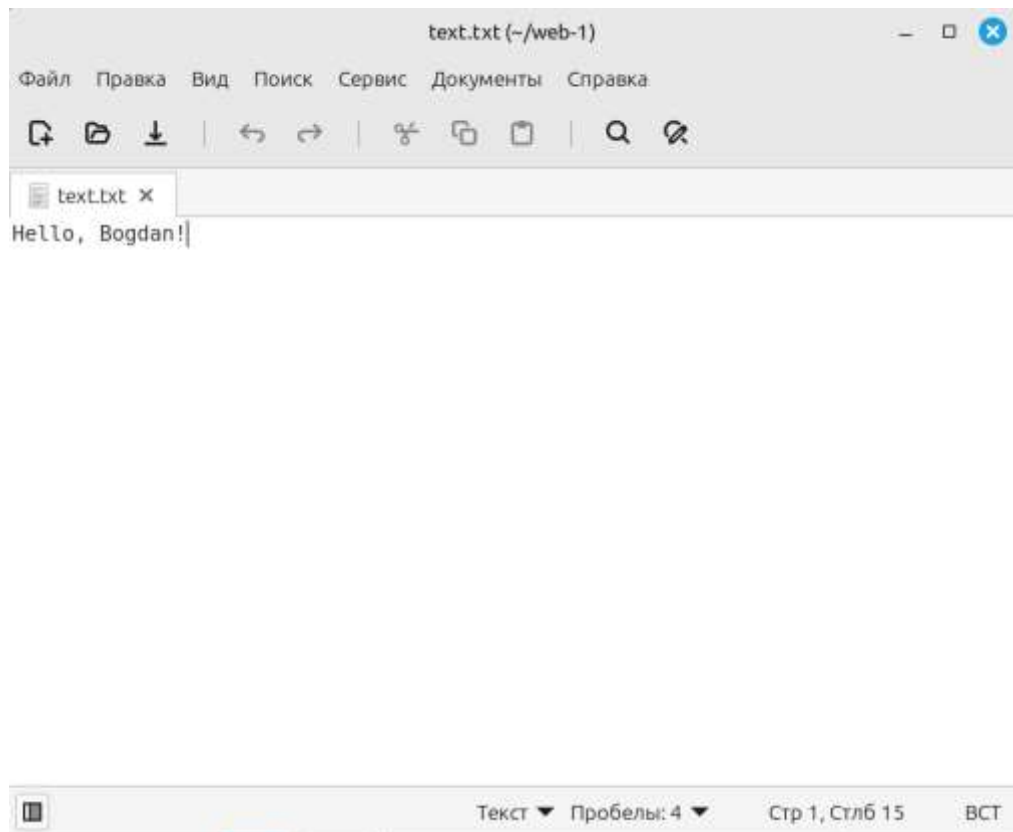 text.txt (~/web-1)
Файл Правка Вид Поиск Сервис Документы Справка
text.txt
Hello, Bogdan!
Текст Пробелы: 4 Стр 1, Стлб 15 ВСТ